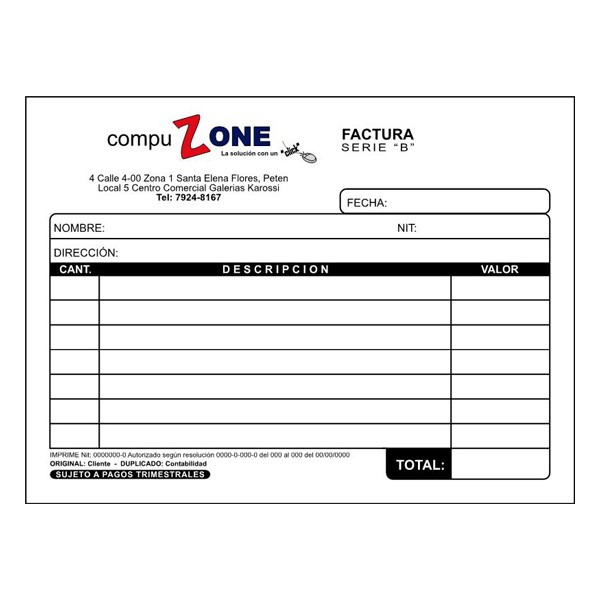 compu ZONE
La solución con un "click"
FACTURA
SERIE "B"
4 Calle 4-00 Zona 1 Santa Elena Flores, Peten
Local 5 Centro Comercial Galerias Karossi
Tel: 7924-8167
FECHA:
NOMBRE: NIT:
DIRECCIÓN:
CANT. DESCRIPCION VALOR
IMPRIME Nit: 0000000-0 Autorizado según resolución 0000-0-000-0 del 000 al 000 del 00/00/0000
ORIGINAL: Cliente - DUPLICADO: Contabilidad
SUJETO A PAGOS TRIMESTRALES
TOTAL: